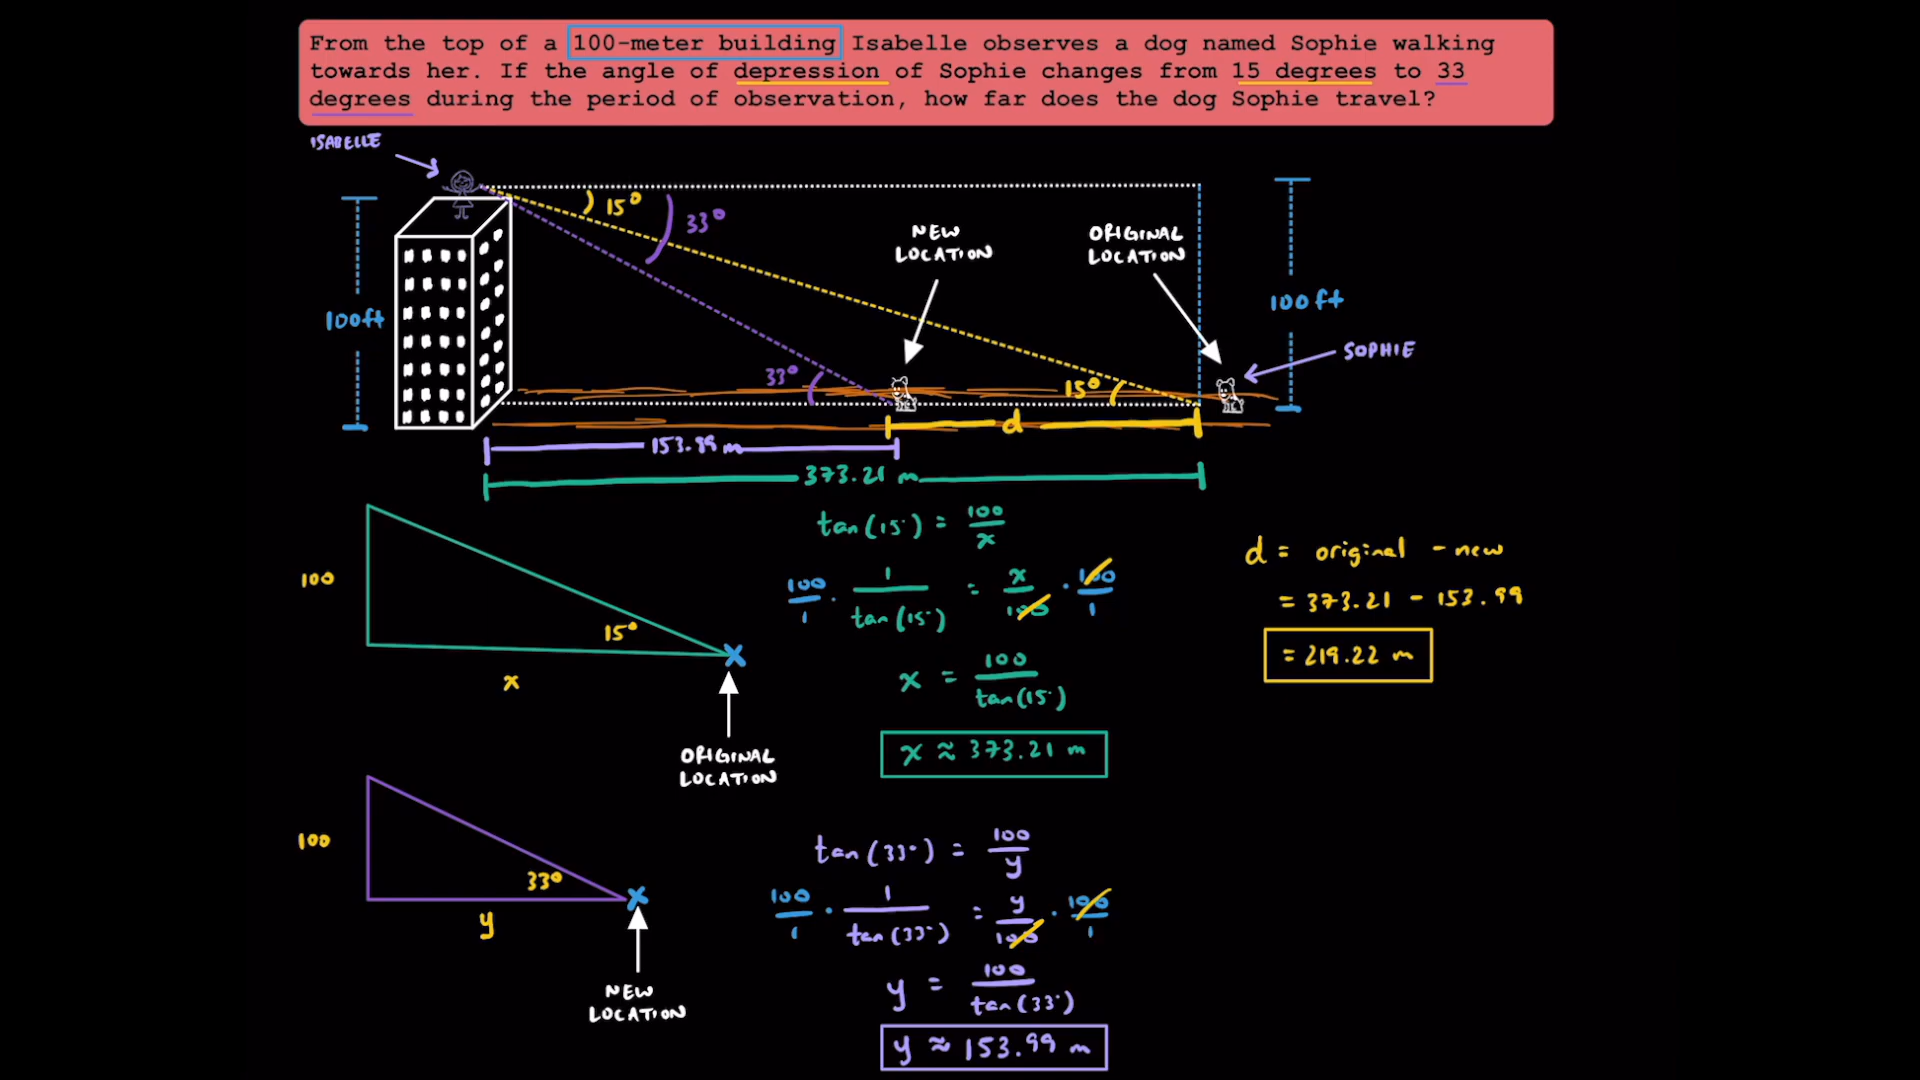 From the top of a 100-meter building Isabelle observes a dog named Sophie walking
towards her. If the angle of depression of Sophie changes from 15 degrees to 33
degrees during the period of observation, how far does the dog Sophie travel?
ISABELLE
15°
33°
NEW
LOCATION
ORIGINAL
LOCATION
100ft
100ft
SOPHIE
33°
15°
d
153.99 m
373.21 m
100
15°
x
ORIGINAL
LOCATION
tan(15°) = 100/x
100/1 · 1/tan(15°) = x/100 · 100/1
x = 100/tan(15°)
x ≈ 373.21 m
d = original - new
= 373.21 - 153.99
= 219.22 m
100
33°
y
NEW
LOCATION
tan(33°) = 100/y
100/1 · 1/tan(33°) = y/100 · 100/1
y = 100/tan(33°)
y ≈ 153.99 m